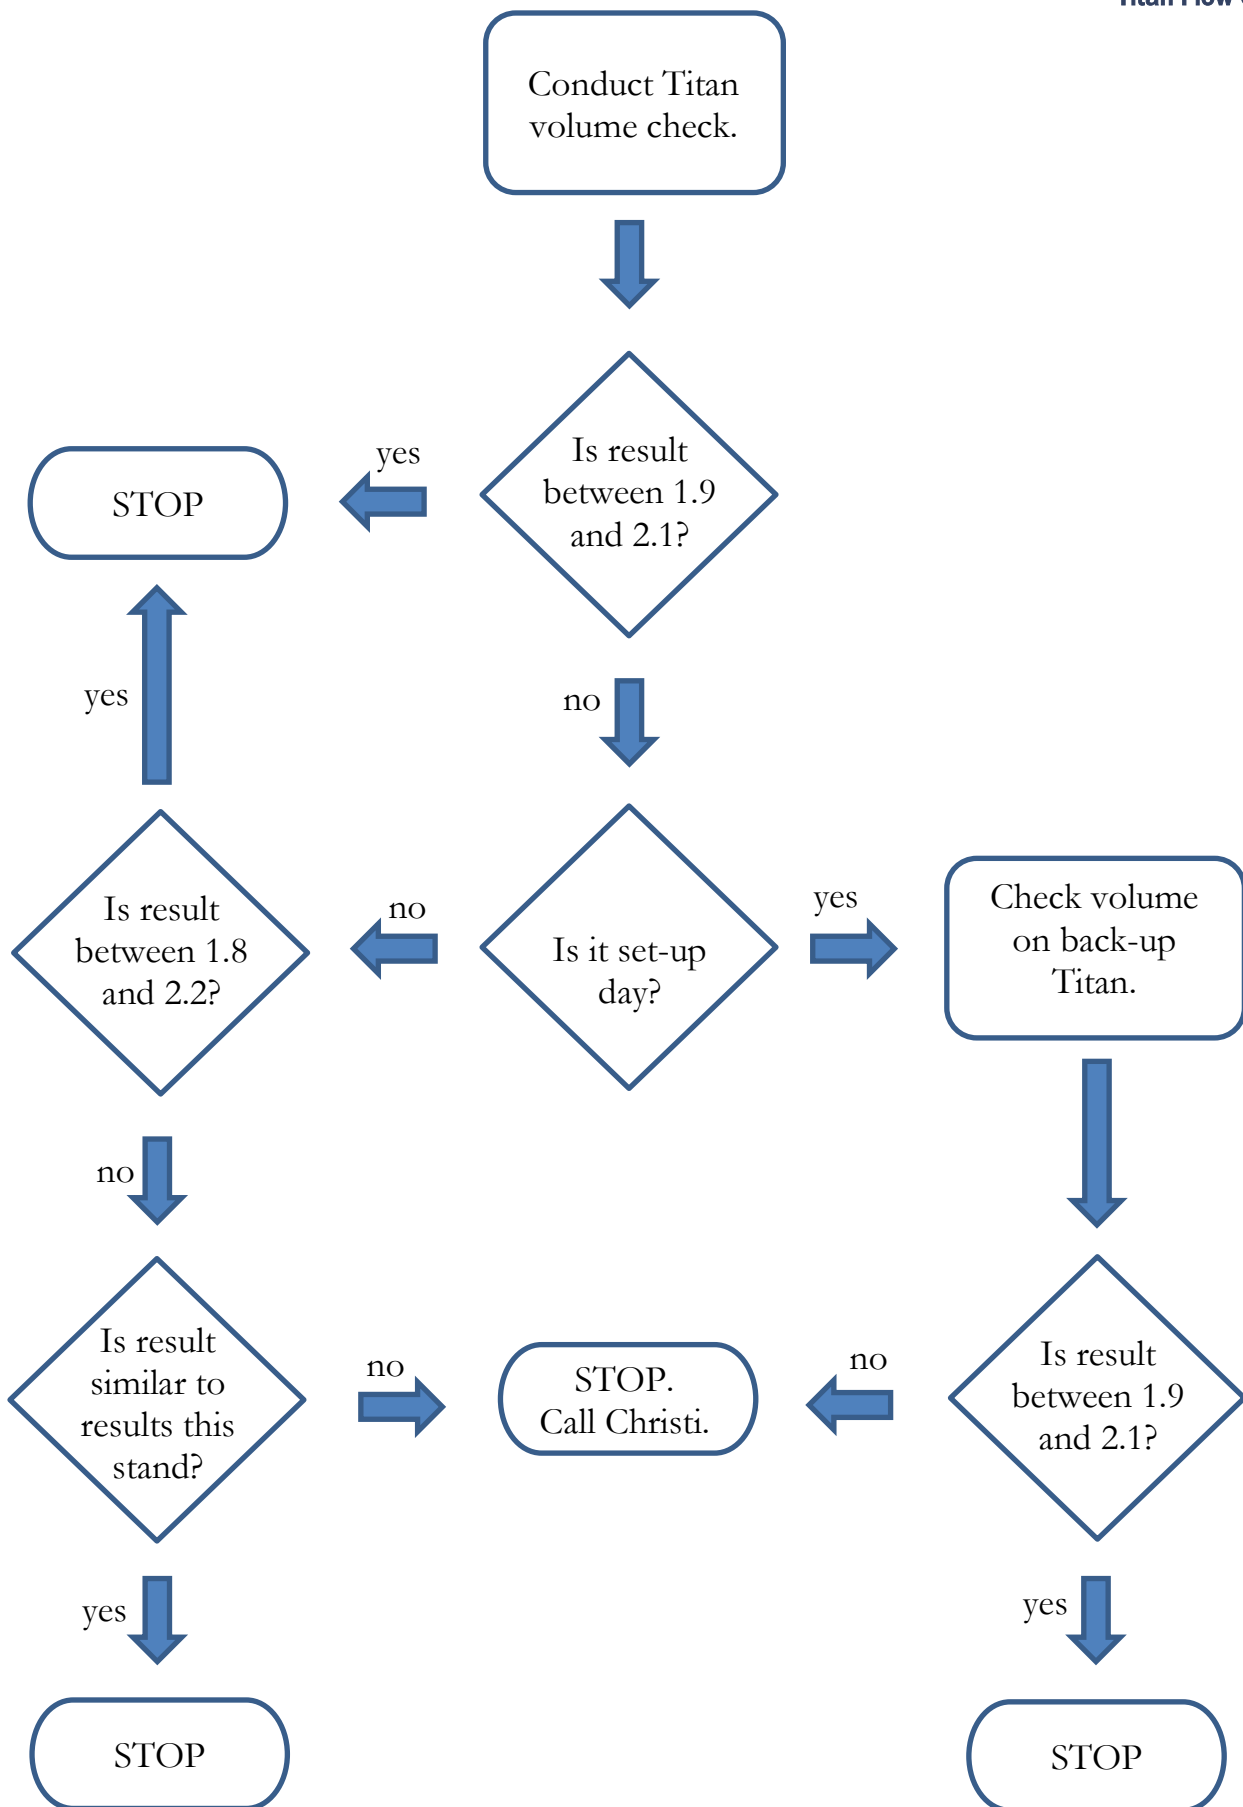 Conduct Titan
volume check.
Is result
between 1.9
and 2.1?
yes
STOP
yes
no
Is result
between 1.8
and 2.2?
no
Is it set-up
day?
yes
Check volume
on back-up
Titan.
no
Is result
similar to
results this
stand?
no
STOP.
Call Christi.
no
Is result
between 1.9
and 2.1?
yes
yes
STOP
STOP